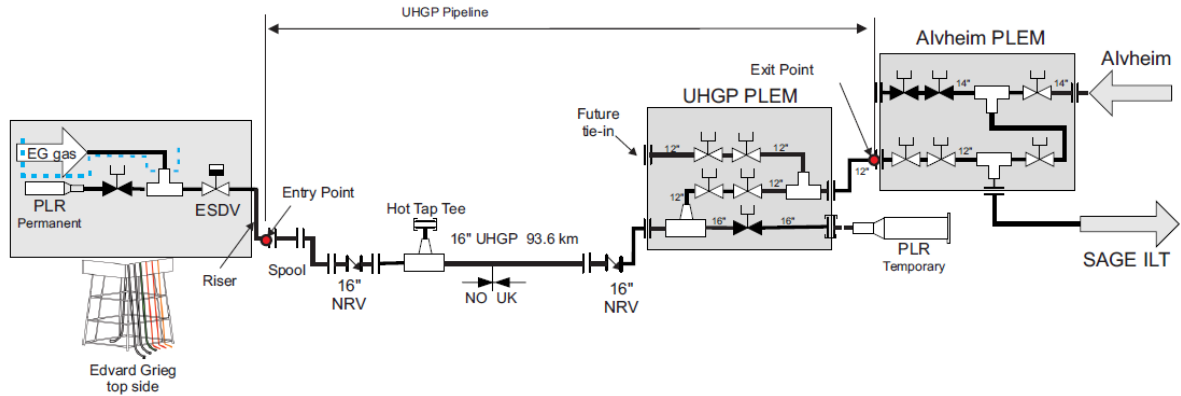 UHGP Pipeline
Alvheim PLEM
Alvheim
Exit Point
14"
14"
UHGP PLEM
Future
tie-in
12"
12"
12"
12"
12"
12"
12"
12"
EG gas
PLR
Permanent
ESDV
Entry Point
Hot Tap Tee
16" UHGP 93.6 km
16"
16"
PLR
Temporary
SAGE ILT
Riser
Spool
16"
NRV
NO UK
16"
NRV
Edvard Grieg
top side